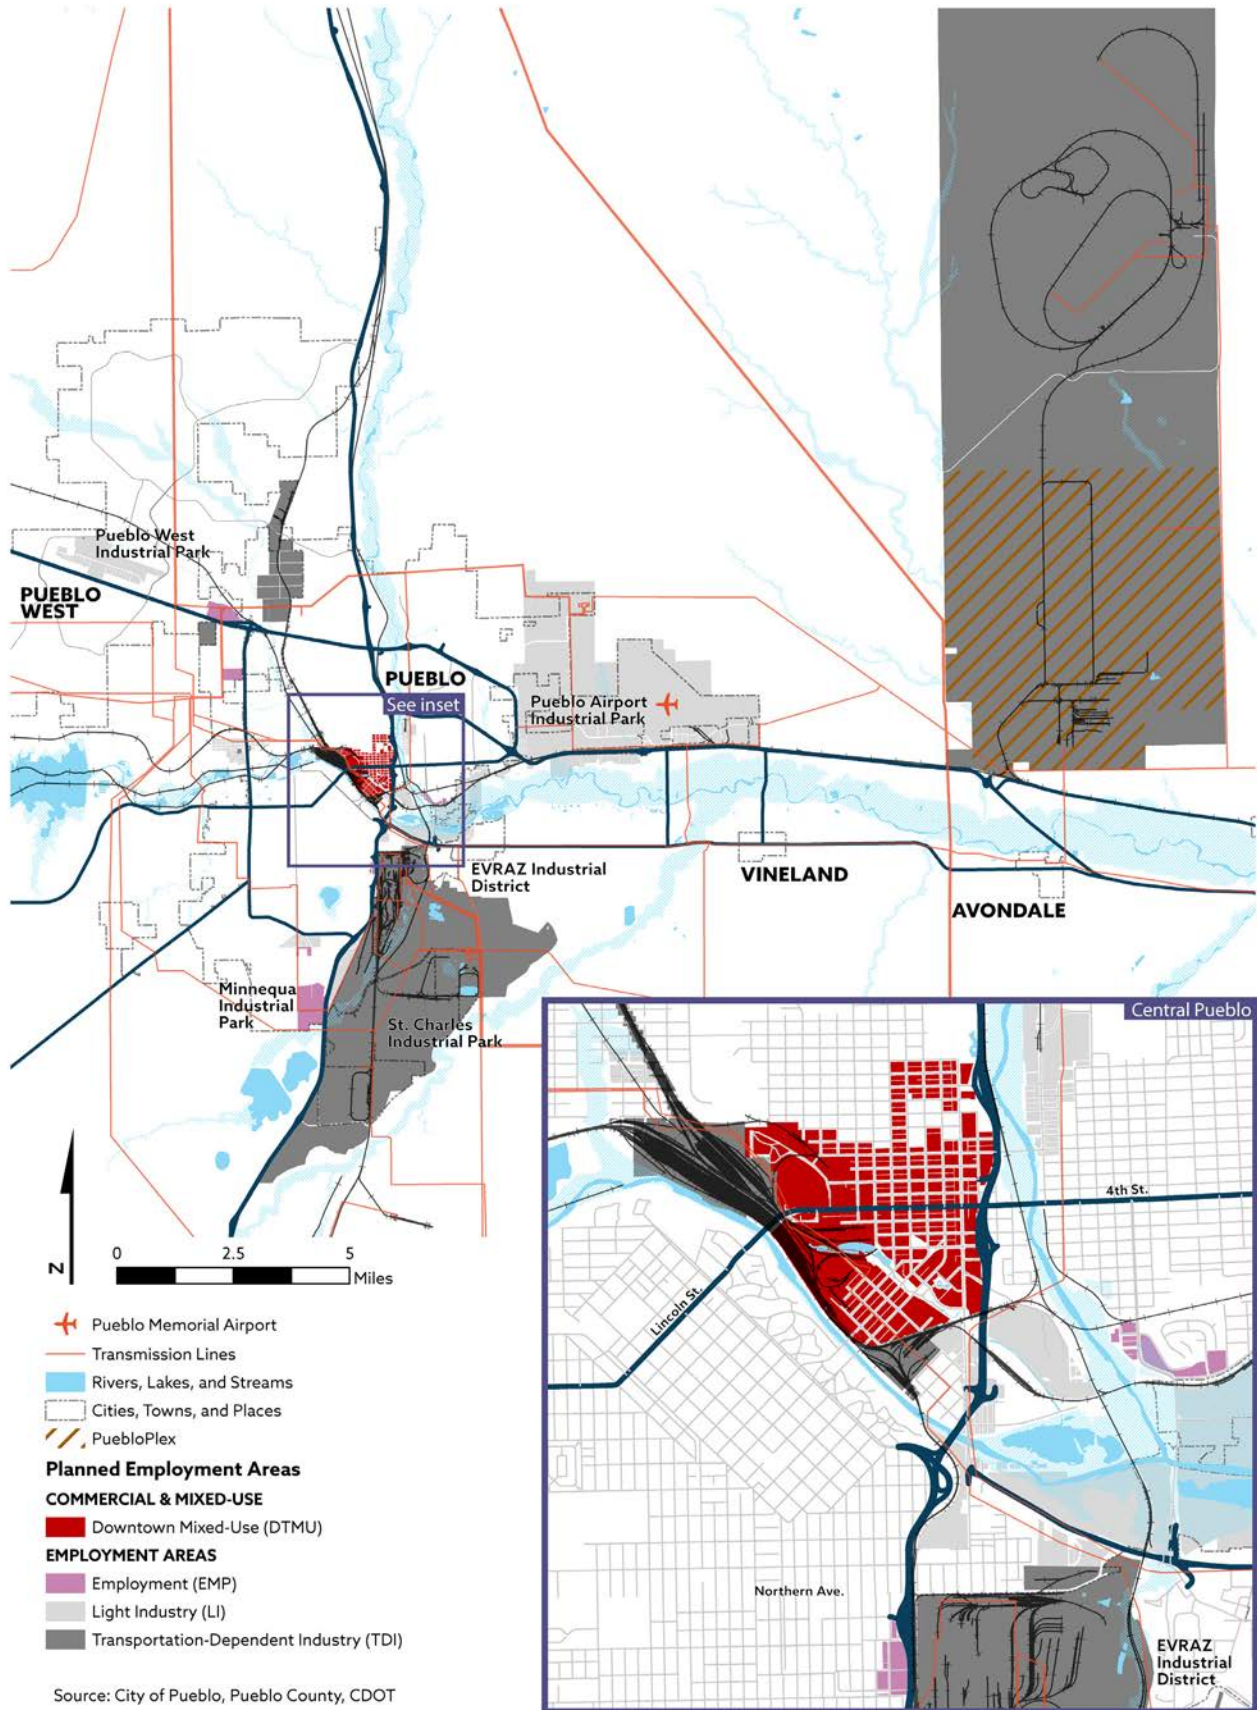 Pueblo West
Industrial Park
PUEBLO
WEST
PUEBLO
See inset
Pueblo Airport
Industrial Park
EVRAZ Industrial
District
VINELAND
AVONDALE
Minnequa
Industrial
Park
St. Charles
Industrial Park
Central Pueblo
4th St.
Lincoln St.
Northern Ave.
EVRAZ
Industrial
District
N
0 2.5 5
Miles
Pueblo Memorial Airport
Transmission Lines
Rivers, Lakes, and Streams
Cities, Towns, and Places
PuebloPlex
Planned Employment Areas
COMMERCIAL & MIXED-USE
Downtown Mixed-Use (DTMU)
EMPLOYMENT AREAS
Employment (EMP)
Light Industry (LI)
Transportation-Dependent Industry (TDI)
Source: City of Pueblo, Pueblo County, CDOT